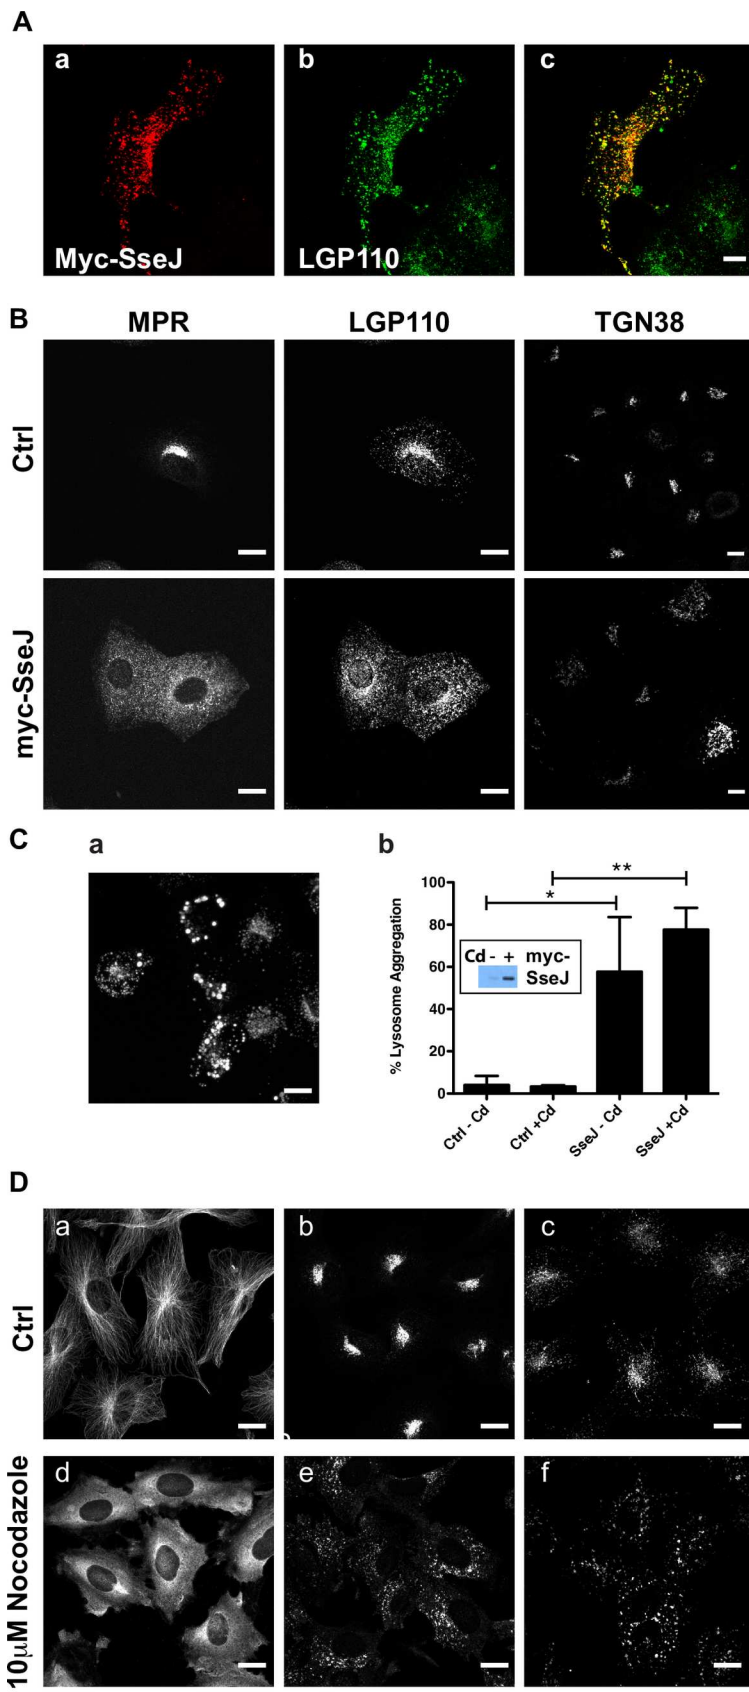 A
a
b
c
Myc-SseJ
LGP110
B
MPR
LGP110
TGN38
Ctrl
myc-SseJ
C
a
b
**
*
% Lysosome Aggregation
100
80
60
40
20
0
Cd - + myc-
SseJ
Ctrl - Cd
Ctrl +Cd
SseJ - Cd
SseJ +Cd
D
a
b
c
Ctrl
d
e
f
10μM Nocodazole